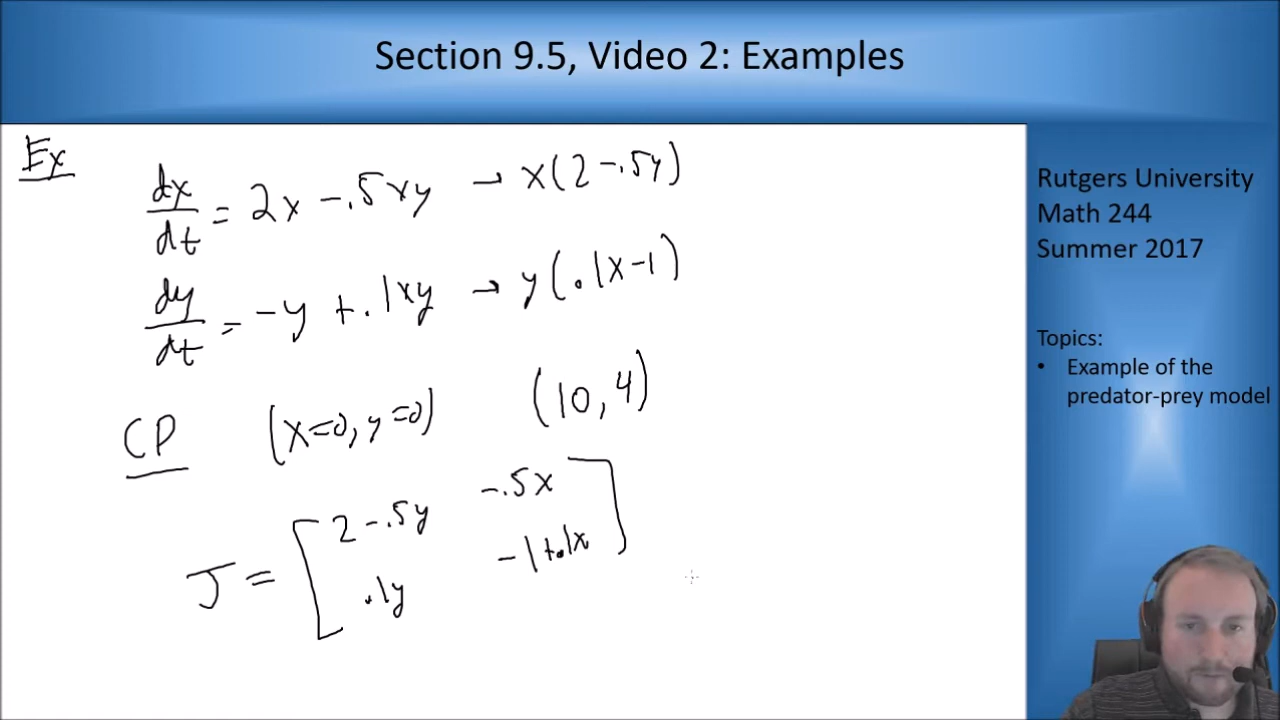 Section 9.5, Video 2: Examples
Ex
dx/dt = 2x - .5xy → x(2 - .5y)
dy/dt = -y + .1xy → y(.1x - 1)
CP (x=0, y=0) (10, 4)
J = [2 - .5y -.5x
.1y -1+.1x]
Rutgers University
Math 244
Summer 2017
Topics:
• Example of the
predator-prey model